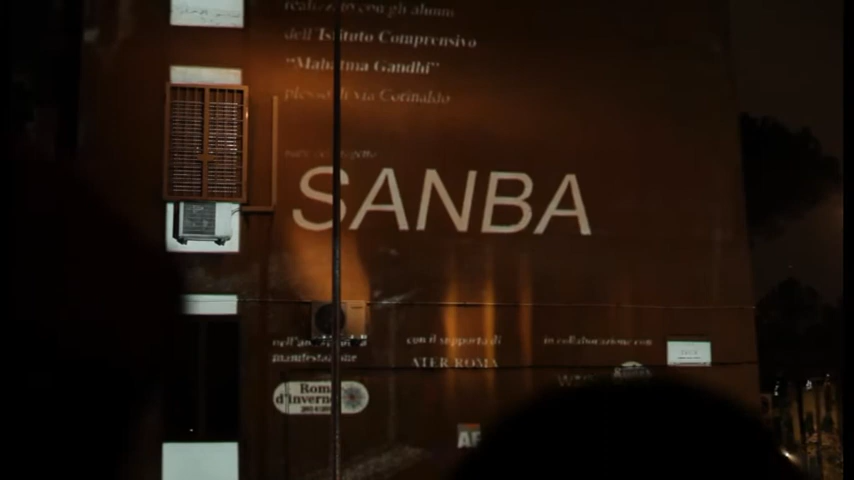 realizzato con gli alunni
dell'Istituto Comprensivo
"Mahatma Gandhi"
plesso di via Corinaldo
SANBA
manifestazione
con il supporto di
ATER ROMA
in collaborazione con
Roma
d'inverno